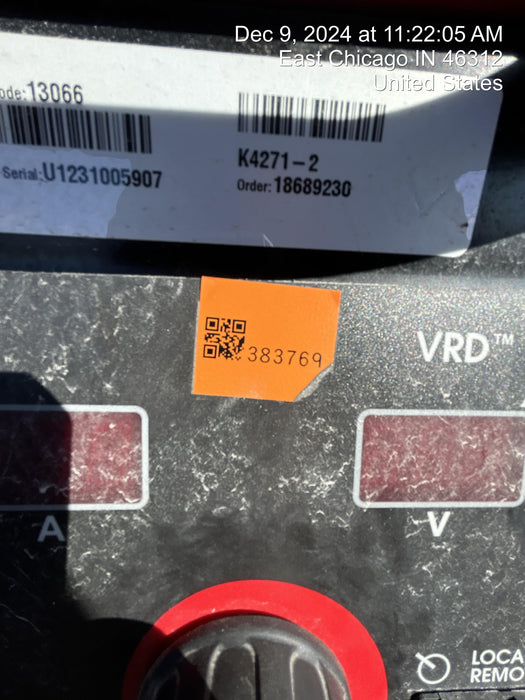 Dec 9, 2024 at 11:22:05 AM
East Chicago IN 46312
United States
ode:13066
Serial:U1231005907
K4271-2
Order:18689230
383769
VRD™
A
V
LOCA
REMO